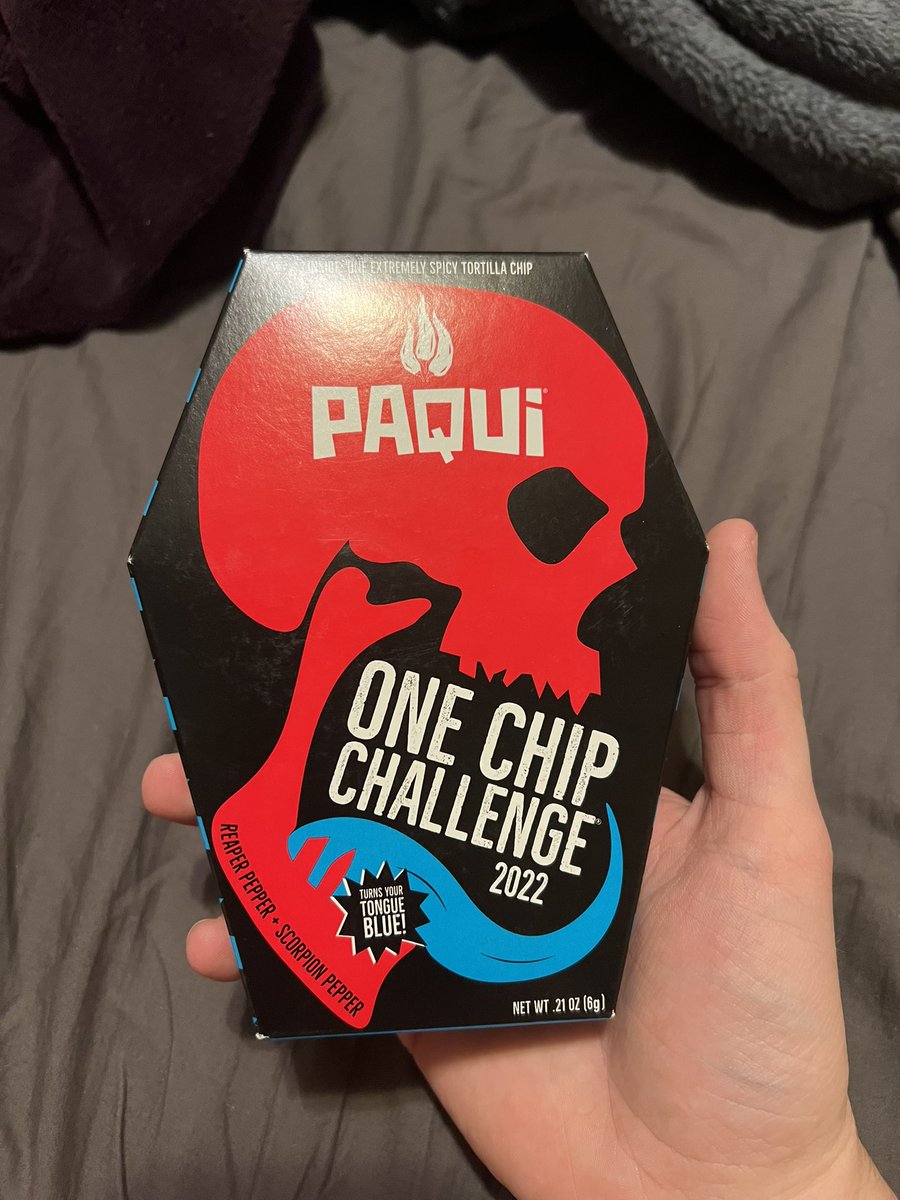 ONE EXTREMELY SPICY TORTILLA CHIP
PAQUI®
ONE CHIP
CHALLENGE®
2022
TURNS YOUR
TONGUE
BLUE!
REAPER PEPPER + SCORPION PEPPER
NET WT .21 OZ (6g)